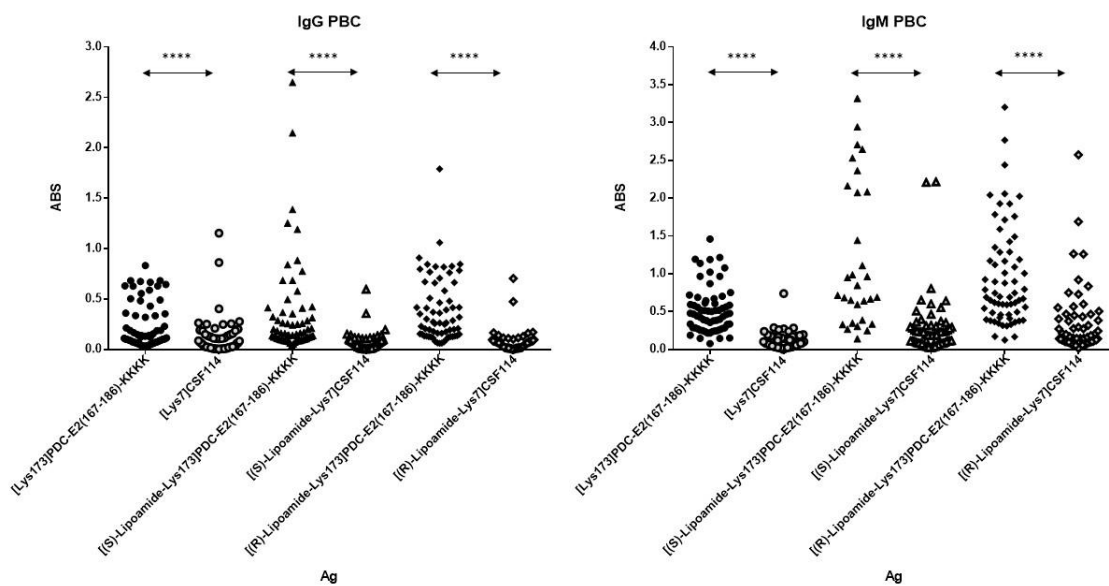 IgG PBC
3.0
2.5
2.0
1.5
1.0
0.5
0.0
ABS
**** **** ****
[Lys173]PDC-E2(167-186)-KKKK
[Lys7]CSF114
[(S)-Lipoamide-Lys173]PDC-E2(167-186)-KKKK
[(S)-Lipoamide-Lys7]CSF114
[(R)-Lipoamide-Lys173]PDC-E2(167-186)-KKKK
[(R)-Lipoamide-Lys7]CSF114
Ag
IgM PBC
4.0
3.5
3.0
2.5
2.0
1.5
1.0
0.5
0.0
ABS
**** **** ****
[Lys173]PDC-E2(167-186)-KKKK
[Lys7]CSF114
[(S)-Lipoamide-Lys173]PDC-E2(167-186)-KKKK
[(S)-Lipoamide-Lys7]CSF114
[(R)-Lipoamide-Lys173]PDC-E2(167-186)-KKKK
[(R)-Lipoamide-Lys7]CSF114
Ag